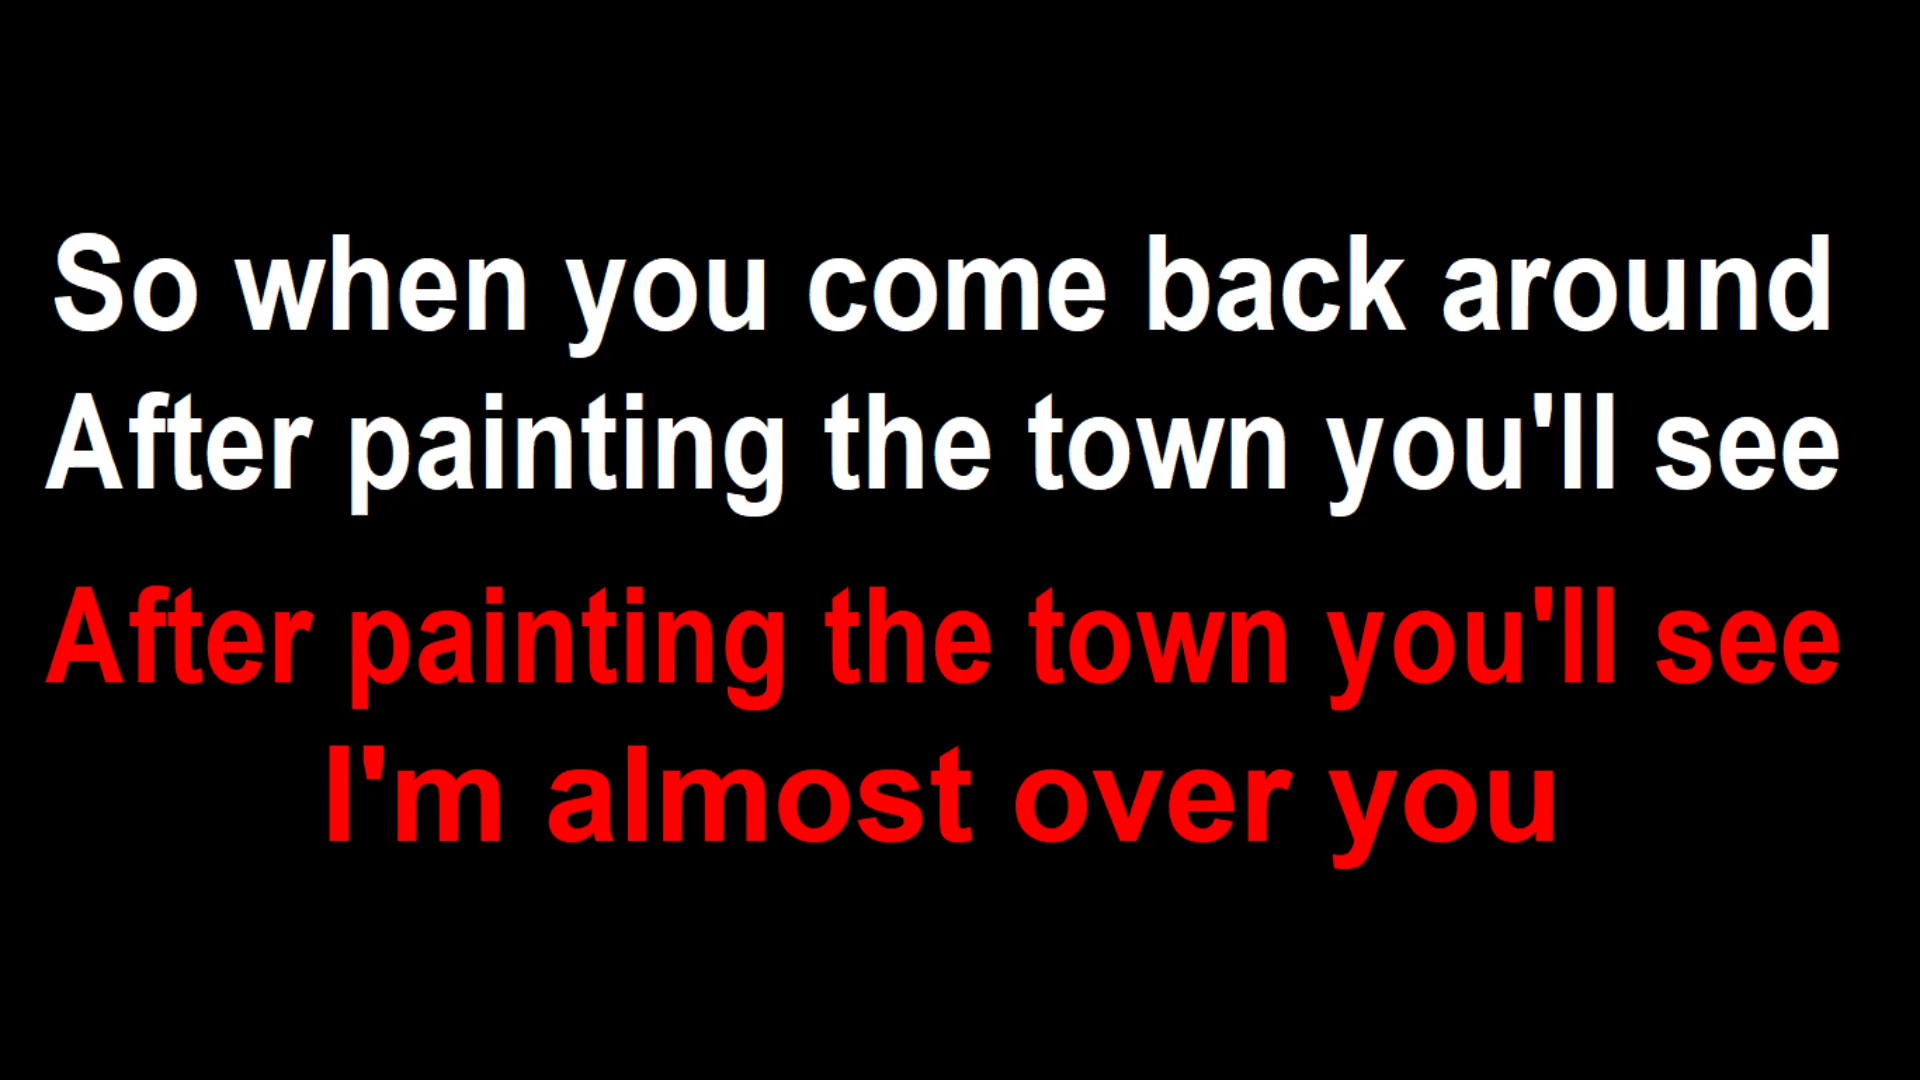 So when you come back around
After painting the town you'll see
After painting the town you'll see
I'm almost over you